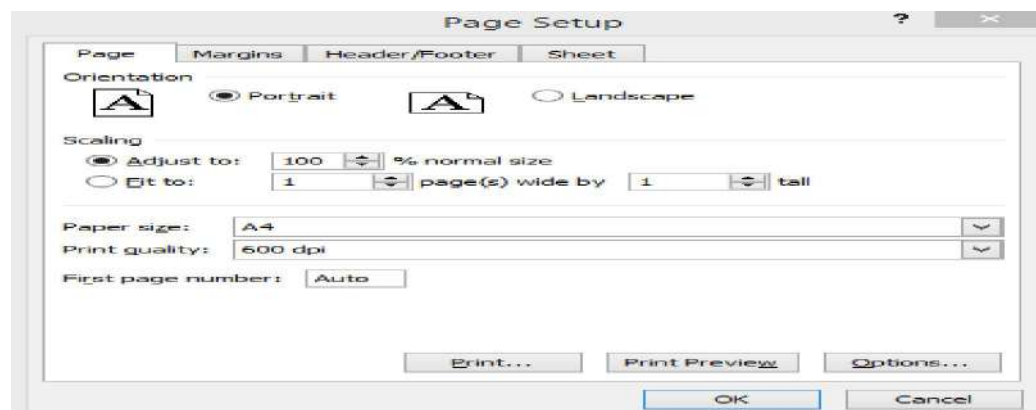 Page Setup ?
Page Margins Header/Footer Sheet
Orientation
A Portrait A Landscape
Scaling
Adjust to: 100 % normal size
Fit to: 1 page(s) wide by 1 tall
Paper size: A4
Print quality: 600 dpi
First page number: Auto
Print... Print Preview Options...
OK Cancel